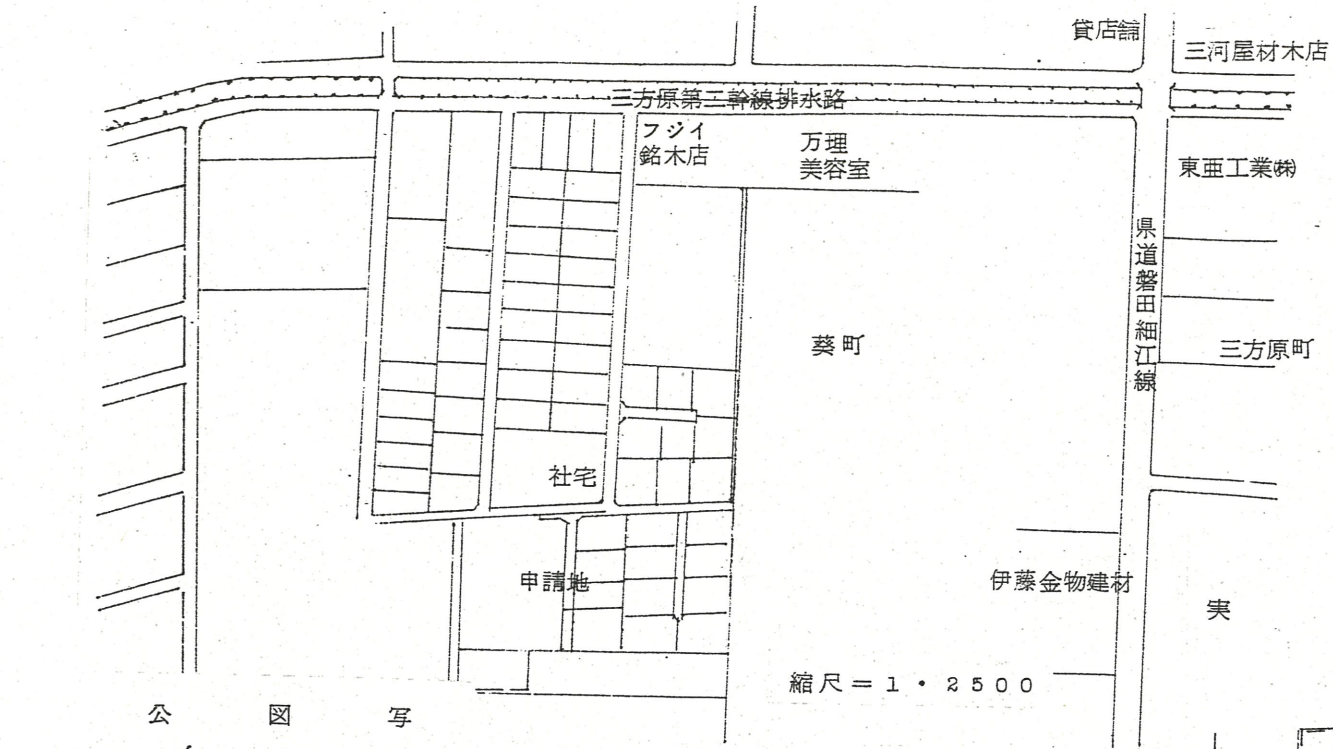 貸店舗
三河屋材木店
三方原第二幹線排水路
フジイ
銘木店
万理
美容室
東亜工業㈱
県道磐田細江線
葵町
三方原町
社宅
申請地
伊藤金物建材
実
縮尺＝1・2500
公図写